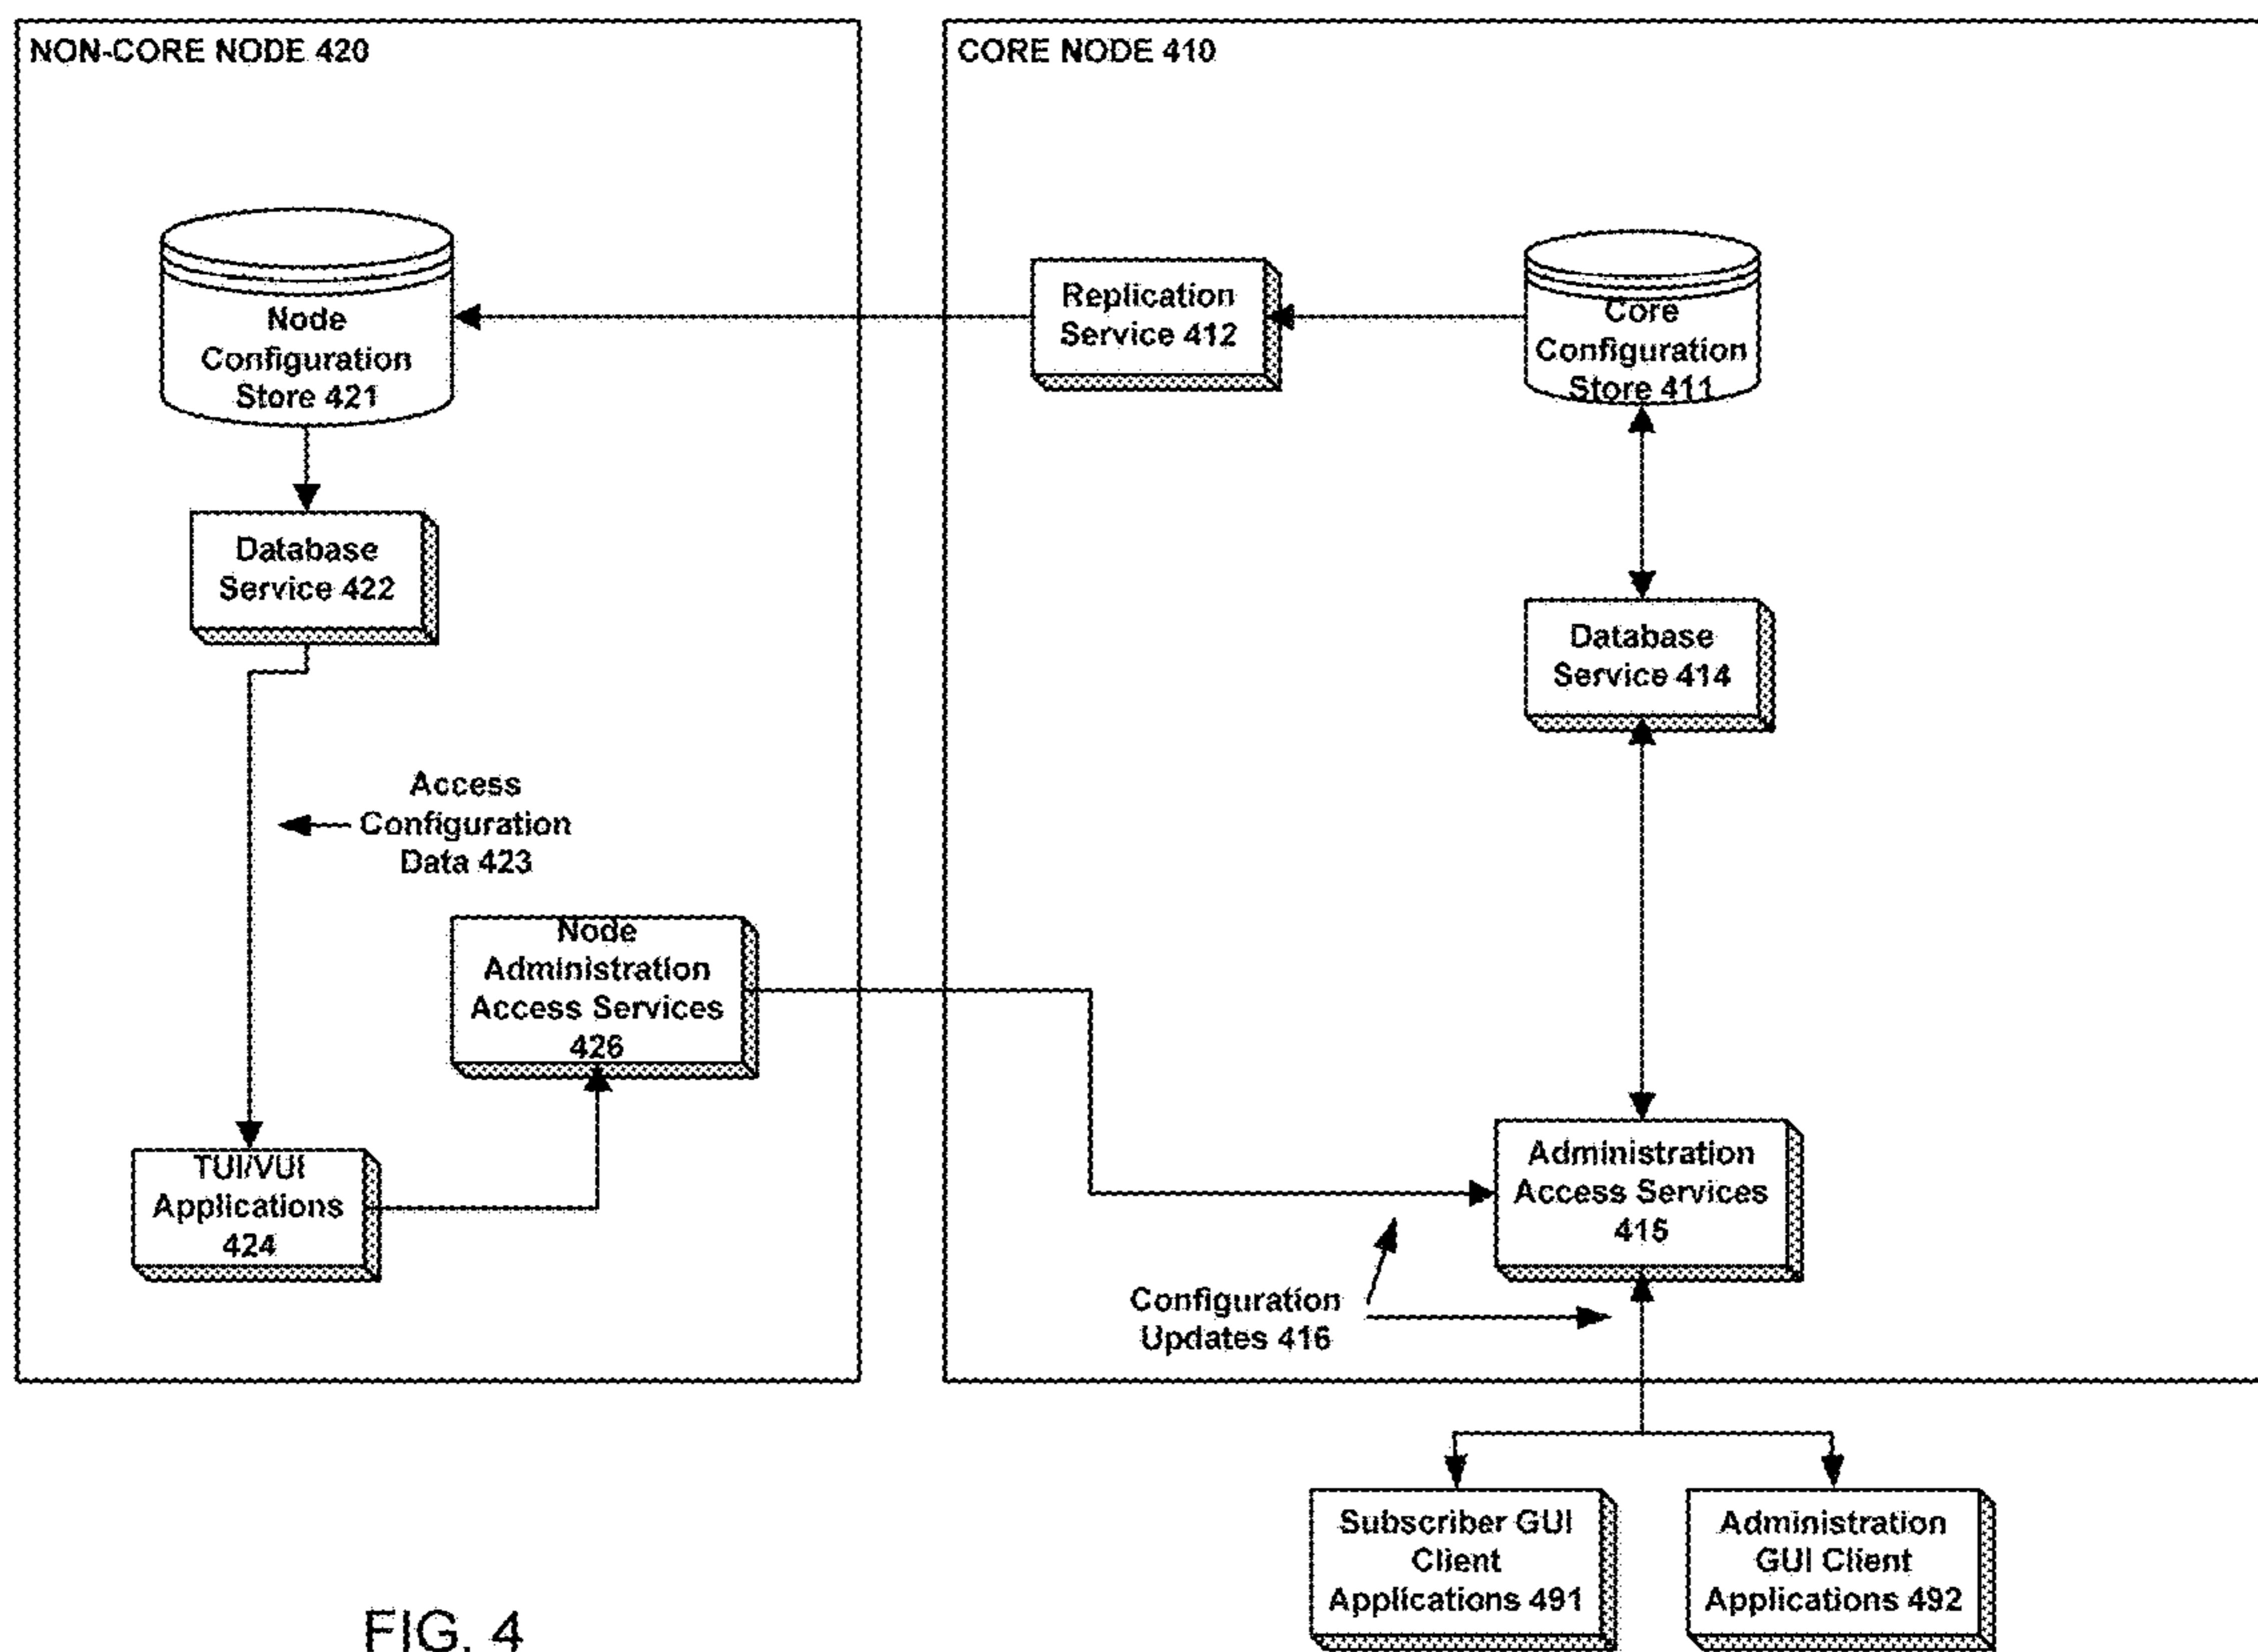 NON-CORE NODE 420
CORE NODE 410
Node
Configuration
Store 421
Replication
Service 412
Core
Configuration
Store 411
Database
Service 422
Database
Service 414
Access
Configuration
Data 423
Node
Administration
Access Services
426
TUI/VUI
Applications
424
Administration
Access Services
415
Configuration
Updates 416
Subscriber GUI
Client
Applications 491
Administration
GUI Client
Applications 492
FIG. 4